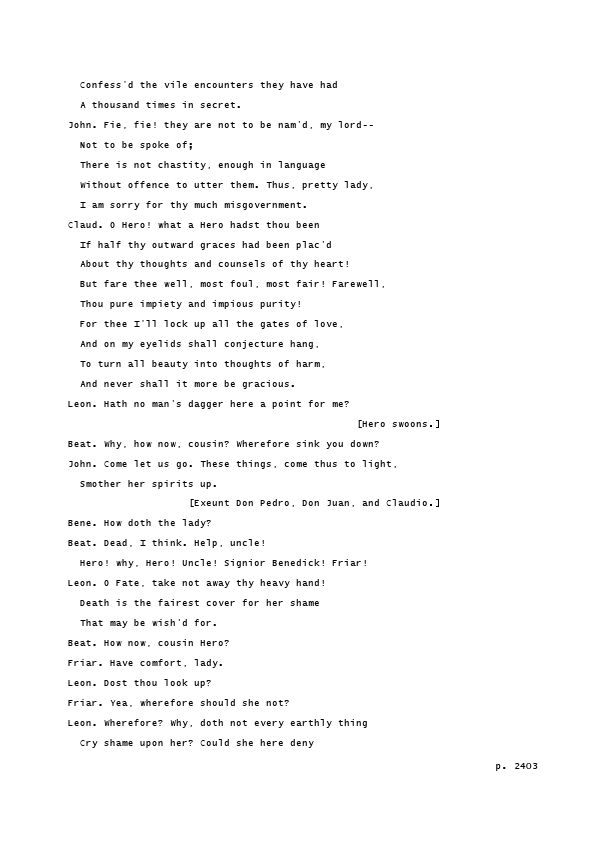 Confess'd the vile encounters they have had
A thousand times in secret.
John. Fie, fie! they are not to be nam'd, my lord--
Not to be spoke of;
There is not chastity, enough in language
Without offence to utter them. Thus, pretty lady,
I am sorry for thy much misgovernment.
Claud. O Hero! what a Hero hadst thou been
If half thy outward graces had been plac'd
About thy thoughts and counsels of thy heart!
But fare thee well, most foul, most fair! Farewell,
Thou pure impiety and impious purity!
For thee I'll lock up all the gates of love,
And on my eyelids shall conjecture hang,
To turn all beauty into thoughts of harm,
And never shall it more be gracious.
Leon. Hath no man's dagger here a point for me?
[Hero swoons.]
Beat. Why, how now, cousin? Wherefore sink you down?
John. Come let us go. These things, come thus to light,
Smother her spirits up.
[Exeunt Don Pedro, Don Juan, and Claudio.]
Bene. How doth the lady?
Beat. Dead, I think. Help, uncle!
Hero! why, Hero! Uncle! Signior Benedick! Friar!
Leon. O Fate, take not away thy heavy hand!
Death is the fairest cover for her shame
That may be wish'd for.
Beat. How now, cousin Hero?
Friar. Have comfort, lady.
Leon. Dost thou look up?
Friar. Yea, wherefore should she not?
Leon. Wherefore? Why, doth not every earthly thing
Cry shame upon her? Could she here deny
p. 2403